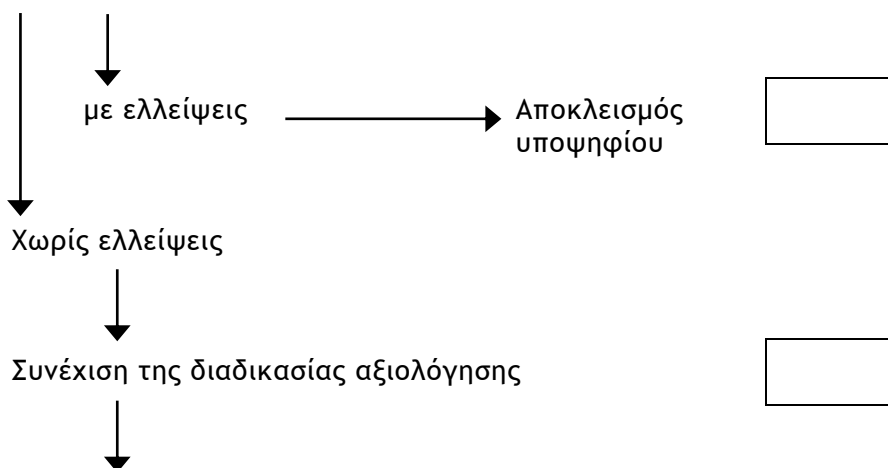 με ελλείψεις
Αποκλεισμός
υποψηφίου
Χωρίς ελλείψεις
Συνέχιση της διαδικασίας αξιολόγησης